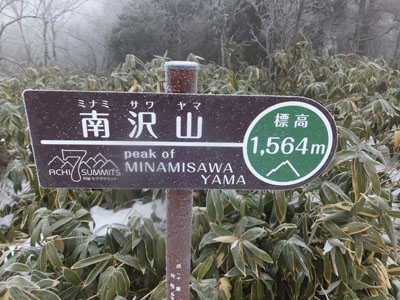 ミナミ サワ ヤマ
南沢山
peak of
MINAMISAWA
YAMA
標高
1,564m
ACHI 7 SUMMITS